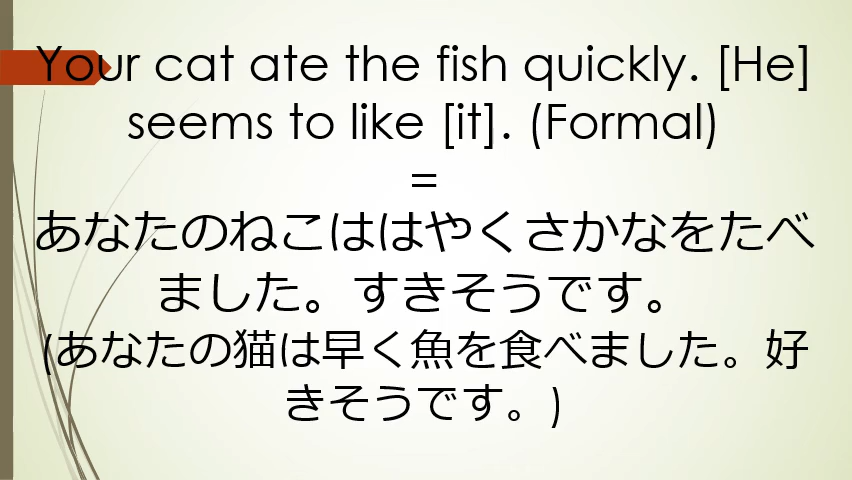 Your cat ate the fish quickly. [He]
seems to like [it]. (Formal)
=
あなたのねこははやくさかなをたべ
ました。すきそうです。
(あなたの猫は早く魚を食べました。好
きそうです。)